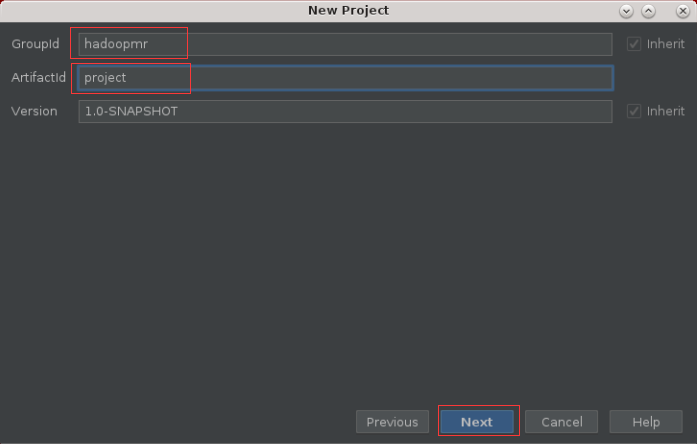 New Project
GroupId hadoopmr Inherit
ArtifactId project
Version 1.0-SNAPSHOT Inherit
Previous Next Cancel Help